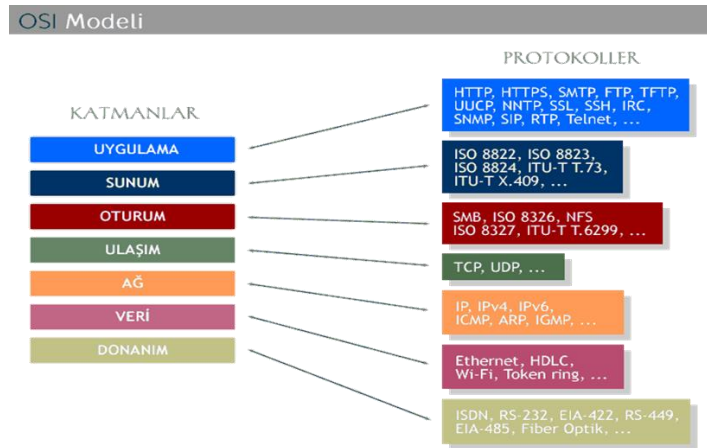 OSI Modeli
PROTOKOLLER
KATMANLAR
HTTP, HTTPS, SMTP, FTP, TFTP,
UUCP, NNTP, SSL, SSH, IRC,
SNMP, SIP, RTP, Telnet, ...
UYGULAMA
ISO 8822, ISO 8823,
ISO 8824, ITU-T T.73,
ITU-T X.409, ...
SUNUM
SMB, ISO 8326, NFS
ISO 8327, ITU-T T.6299, ...
OTURUM
ULAŞIM
TCP, UDP, ...
AĞ
IP, IPv4, IPv6,
ICMP, ARP, IGMP, ...
VERİ
Ethernet, HDLC,
Wi-Fi, Token ring, ...
DONANIM
ISDN, RS-232, EIA-422, RS-449,
EIA-485, Fiber Optik, ...